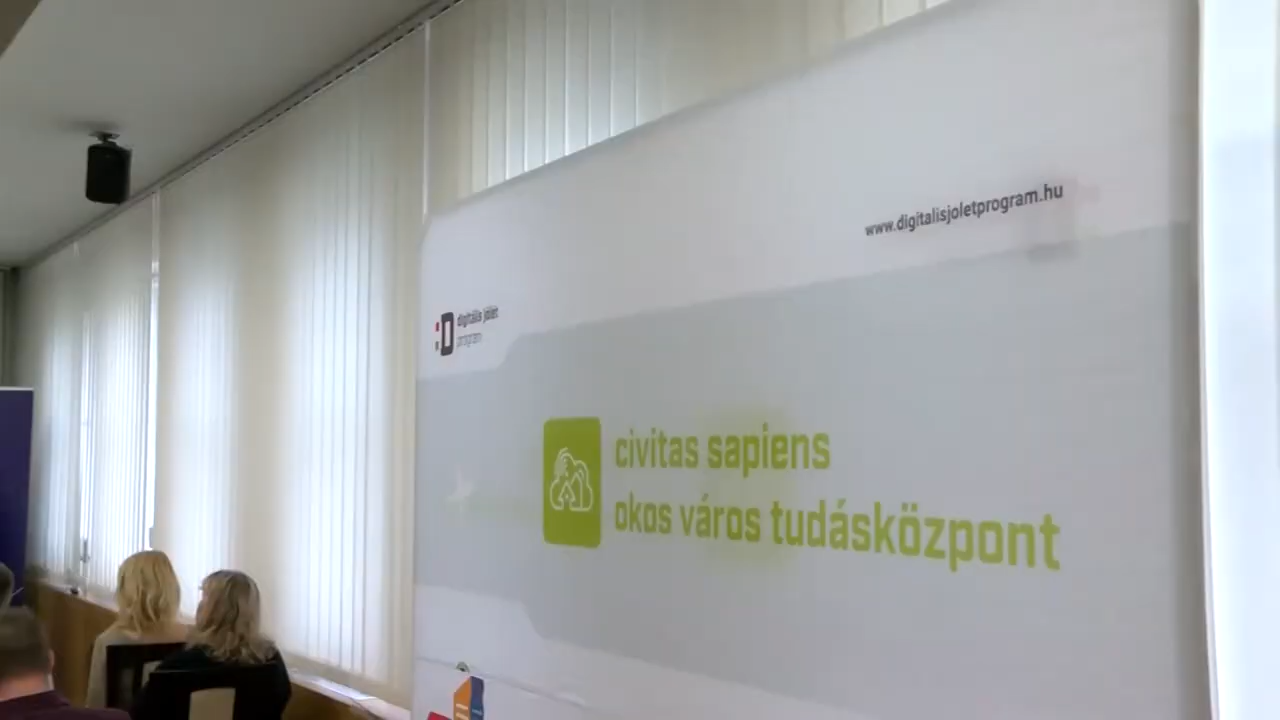 www.digitalisjoletprogram.hu
digitális jólét
program
civitas sapiens
okos város tudásközpont